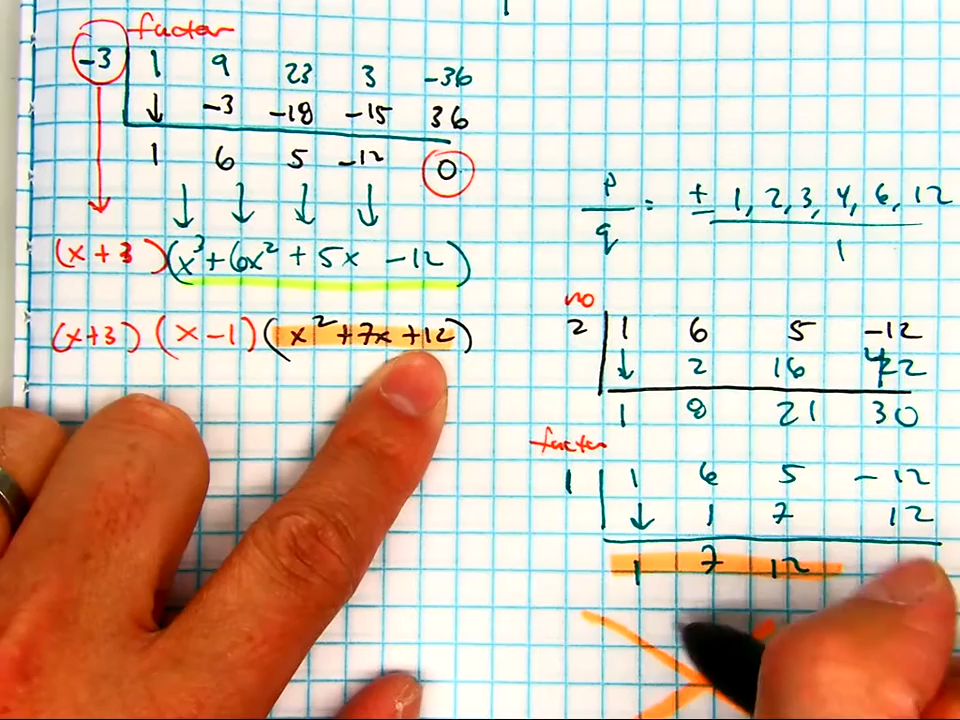 factor
-3 | 1 9 23 3 -36
↓ -3 -18 -15 36
1 6 5 -12 0
(x+3)(x³+6x²+5x-12)
(x+3)(x-1)(x²+7x+12)
p/q = ± 1,2,3,4,6,12 / 1
no
2 | 1 6 5 -12
↓ 2 16 42
1 8 21 30
factor
1 | 1 6 5 -12
↓ 1 7 12
1 7 12